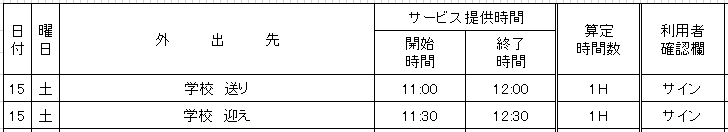 日付 曜日 外 出 先 サービス提供時間 算定時間数 利用者確認欄
開始時間 終了時間
15 土 学校 送り 11:00 12:00 1H サイン
15 土 学校 迎え 11:30 12:30 1H サイン